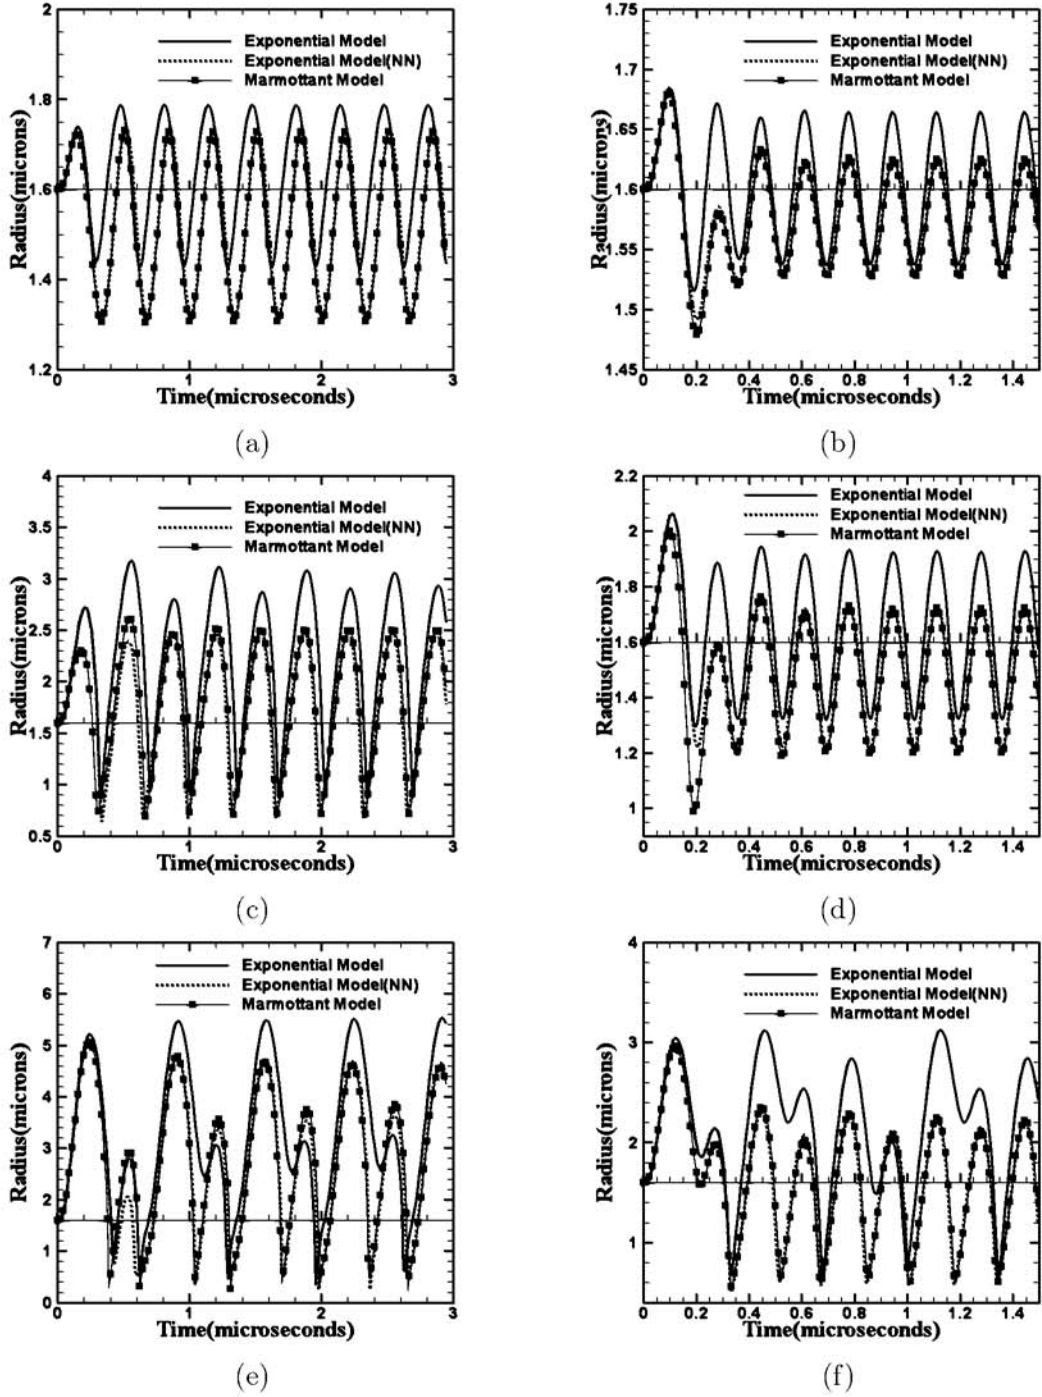 Exponential Model
Exponential Model(NN)
Marmottant Model
Radius(microns)
2
1.8
1.6
1.4
1.2
0
1
2
3
Time(microseconds)
(a)
Exponential Model
Exponential Model(NN)
Marmottant Model
Radius(microns)
1.75
1.7
1.65
1.6
1.55
1.5
1.45
0
0.2
0.4
0.6
0.8
1
1.2
1.4
Time(microseconds)
(b)
Exponential Model
Exponential Model(NN)
Marmottant Model
Radius(microns)
4
3.5
3
2.5
2
1.5
1
0.5
0
1
2
3
Time(microseconds)
(c)
Exponential Model
Exponential Model(NN)
Marmottant Model
Radius(microns)
2.2
2
1.8
1.6
1.4
1.2
1
0
0.2
0.4
0.6
0.8
1
1.2
1.4
Time(microseconds)
(d)
Exponential Model
Exponential Model(NN)
Marmottant Model
Radius(microns)
7
6
5
4
3
2
1
0
0
1
2
3
Time(microseconds)
(e)
Exponential Model
Exponential Model(NN)
Marmottant Model
Radius(microns)
4
3
2
1
0
0.2
0.4
0.6
0.8
1
1.2
1.4
Time(microseconds)
(f)